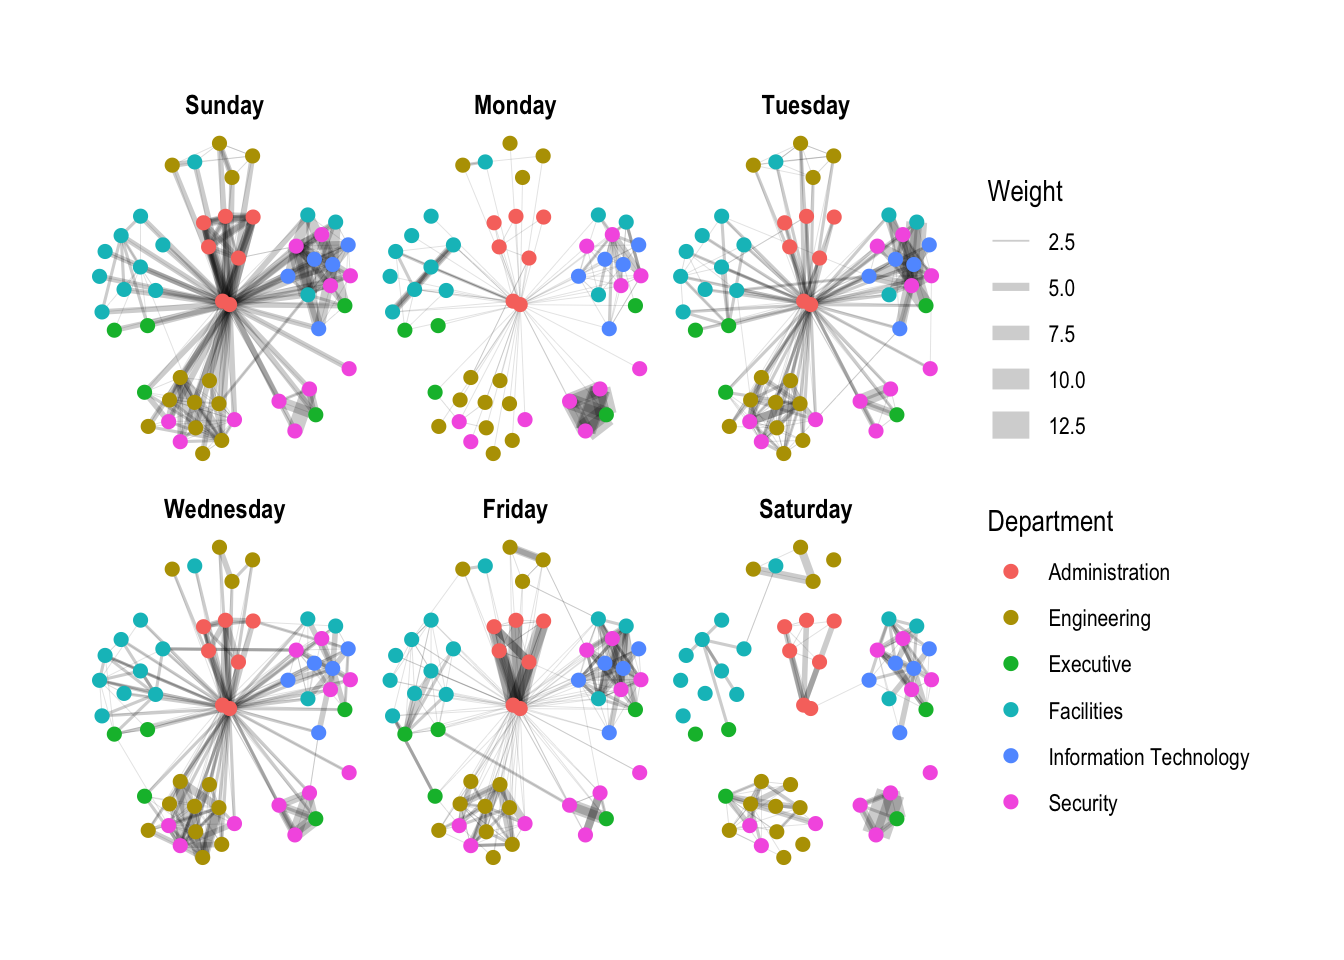 Sunday
Monday
Tuesday
Wednesday
Friday
Saturday
Weight
2.5
5.0
7.5
10.0
12.5
Department
Administration
Engineering
Executive
Facilities
Information Technology
Security